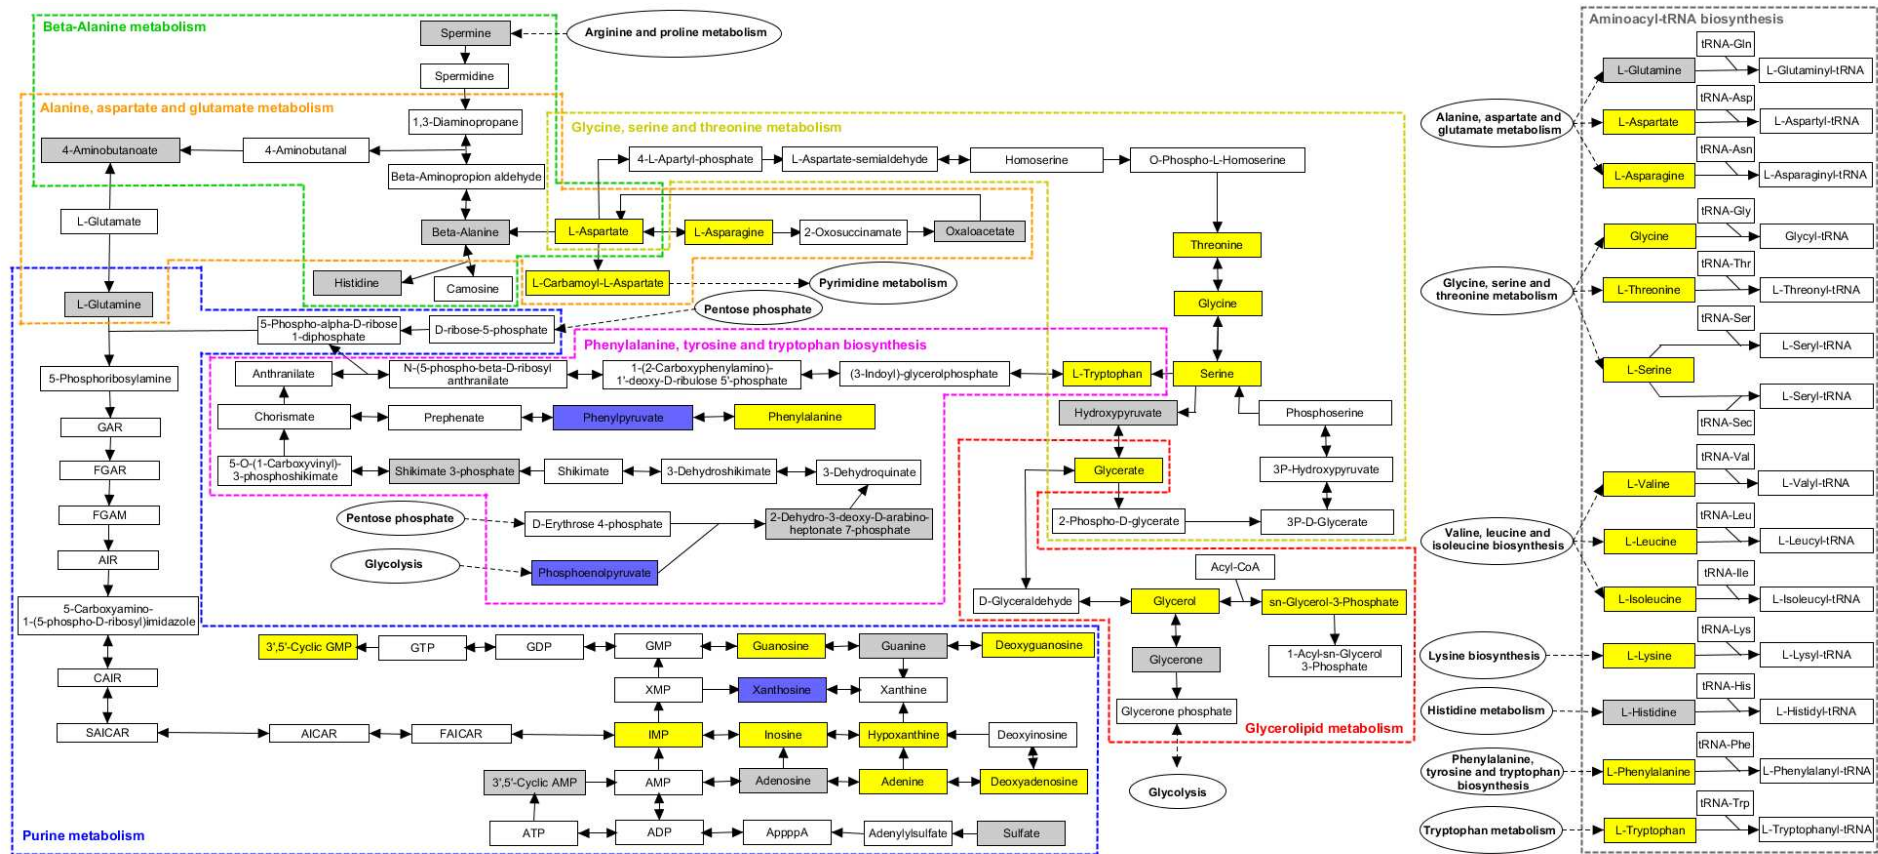 Beta-Alanine metabolism
Spermine
Arginine and proline metabolism
Spermidine
Alanine, aspartate and glutamate metabolism
1,3-Diaminopropane
Glycine, serine and threonine metabolism
4-Aminobutanoate
4-Aminobutanal
4-L-Apartyl-phosphate
L-Aspartate-semialdehyde
Homoserine
O-Phospho-L-Homoserine
Beta-Aminopropion aldehyde
L-Glutamate
Beta-Alanine
L-Aspartate
L-Asparagine
2-Oxosuccinamate
Oxaloacetate
Threonine
Histidine
Camosine
L-Carbamoyl-L-Aspartate
Pyrimidine metabolism
L-Glutamine
Pentose phosphate
Glycine
5-Phospho-alpha-D-ribose
1-diphosphate
D-ribose-5-phosphate
Phenylalanine, tyrosine and tryptophan biosynthesis
5-Phosphoribosylamine
Anthranilate
N-(5-phospho-beta-D-ribosyl
anthranilate
1-(2-Carboxyphenylamino)-
1'-deoxy-D-ribulose 5'-phosphate
(3-Indoyl)-glycerolphosphate
L-Tryptophan
Serine
Chorismate
Prephenate
Phenylpyruvate
Phenylalanine
Hydroxypyruvate
Phosphoserine
GAR
FGAR
5-O-(1-Carboxyvinyl)-
3-phosphoshikimate
Shikimate 3-phosphate
Shikimate
3-Dehydroshikimate
3-Dehydroquinate
Glycerate
3P-Hydroxypyruvate
FGAM
Pentose phosphate
D-Erythrose 4-phosphate
2-Dehydro-3-deoxy-D-arabino-
heptonate 7-phosphate
2-Phospho-D-glycerate
3P-D-Glycerate
AIR
Glycolysis
Phosphoenolpyruvate
Acyl-CoA
5-Carboxyamino-
1-(5-phospho-D-ribosyl)imidazole
D-Glyceraldehyde
Glycerol
sn-Glycerol-3-Phosphate
3',5'-Cyclic GMP
GTP
GDP
GMP
Guanosine
Guanine
Deoxyguanosine
Glycerone
1-Acyl-sn-Glycerol
3-Phosphate
CAIR
XMP
Xanthosine
Xanthine
Glycerone phosphate
Glycerolipid metabolism
SAICAR
AICAR
FAICAR
IMP
Inosine
Hypoxanthine
Deoxyinosine
3',5'-Cyclic AMP
AMP
Adenosine
Adenine
Deoxyadenosine
Glycolysis
Purine metabolism
ATP
ADP
AppppA
Adenylylsulfate
Sulfate
Aminoacyl-tRNA biosynthesis
tRNA-Gln
L-Glutamine
L-Glutaminyl-tRNA
tRNA-Asp
Alanine, aspartate and
glutamate metabolism
L-Aspartate
L-Aspartyl-tRNA
tRNA-Asn
L-Asparagine
L-Asparaginyl-tRNA
tRNA-Gly
Glycine
Glycyl-tRNA
tRNA-Thr
Glycine, serine and
threonine metabolism
L-Threonine
L-Threonyl-tRNA
tRNA-Ser
L-Seryl-tRNA
L-Serine
L-Seryl-tRNA
tRNA-Sec
tRNA-Val
L-Valine
L-Valyl-tRNA
tRNA-Leu
Valine, leucine and
isoleucine biosynthesis
L-Leucine
L-Leucyl-tRNA
tRNA-Ile
L-Isoleucine
L-Isoleucyl-tRNA
tRNA-Lys
Lysine biosynthesis
L-Lysine
L-Lysyl-tRNA
tRNA-His
Histidine metabolism
L-Histidine
L-Histidyl-tRNA
tRNA-Phe
Phenylalanine,
tyrosine and tryptophan
biosynthesis
L-Phenylalanine
L-Phenylalanyl-tRNA
tRNA-Trp
Tryptophan metabolism
L-Tryptophan
L-Tryptophanyl-tRNA